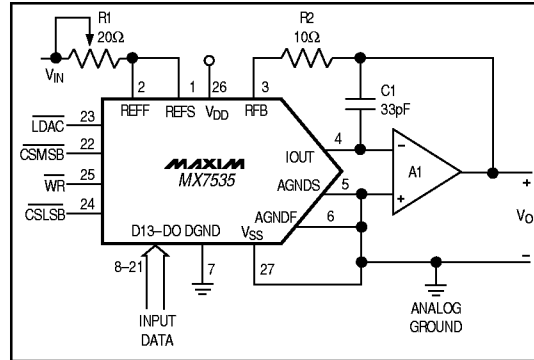 R1
20Ω
R2
10Ω
VIN
2
1
26
3
C1
33pF
REFF
REFS
VDD
RFB
LDAC
23
CSMSB
22
WR
25
CSLSB
24
MAXIM
MX7535
IOUT
4
AGNDS
5
AGNDF
6
−
+
A1
+
VO
−
D13–DO
DGND
VSS
8–21
7
27
INPUT
DATA
ANALOG
GROUND